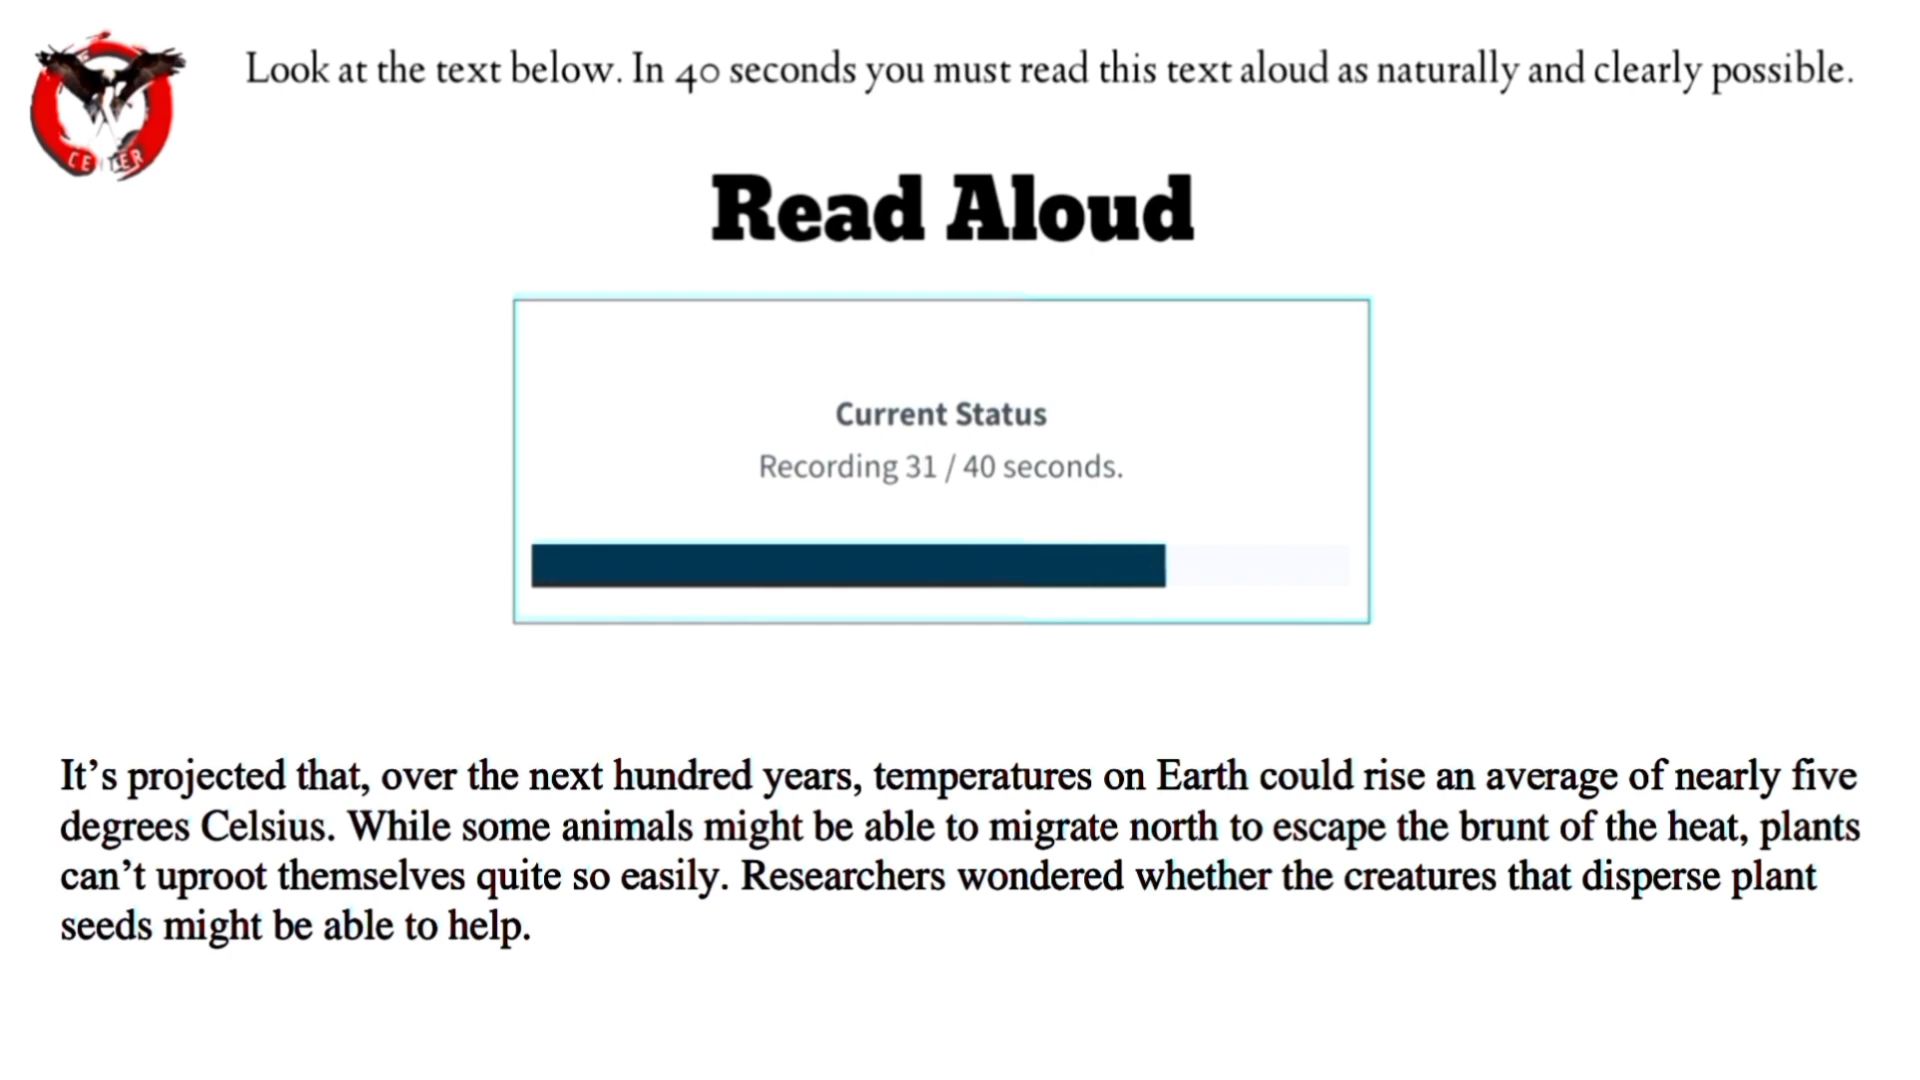 Look at the text below. In 40 seconds you must read this text aloud as naturally and clearly possible.
CENTER
Read Aloud
Current Status
Recording 31 / 40 seconds.
It’s projected that, over the next hundred years, temperatures on Earth could rise an average of nearly five
degrees Celsius. While some animals might be able to migrate north to escape the brunt of the heat, plants
can’t uproot themselves quite so easily. Researchers wondered whether the creatures that disperse plant
seeds might be able to help.